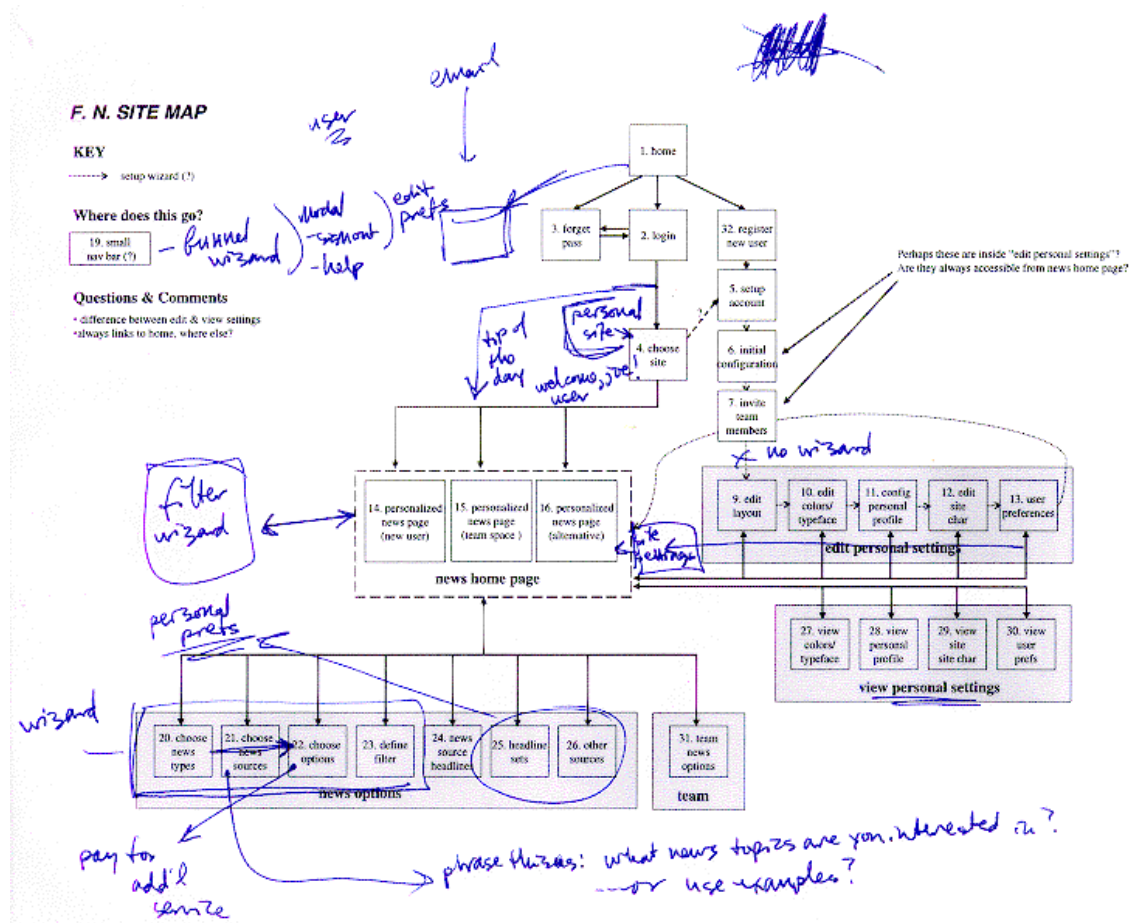 F. N. SITE MAP
KEY
setup wizard (?)
Where does this go?
19. small
nav bar (?)
Questions & Comments
• difference between edit & view settings
•always links to home, where else?
user
email
funnel
wizard
modal
-signout
-help
edit
prefs
1. home
3. forget
pass
2. login
32. register
new user
5. setup
account
?
4. choose
site
6. initial
configuration
7. invite
team
members
Perhaps these are inside "edit personal settings"?
Are they always accessible from news home page?
tip of
the
day
personal
site
welcome, joe!
user
no wizard
filter
wizard
14. personalized
news page
(new user)
15. personalized
news page
(team space )
16. personalized
news page
(alternative)
news home page
site
settings
9. edit
layout
10. edit
colors/
typeface
11. config
personal
profile
12. edit
site
char
13. user
preferences
edit personal settings
27. view
colors/
typeface
28. view
personal
profile
29. view
site
site char
30. view
user
prefs
view personal settings
personal
prefs
wizard
20. choose
news
types
21. choose
news
sources
22. choose
options
23. define
filter
24. news
source
headlines
25. headline
sets
26. other
sources
news options
31. team
news
options
team
pay for
add'l
service
phrase this as: what news topics are you interested in?
—or use examples?